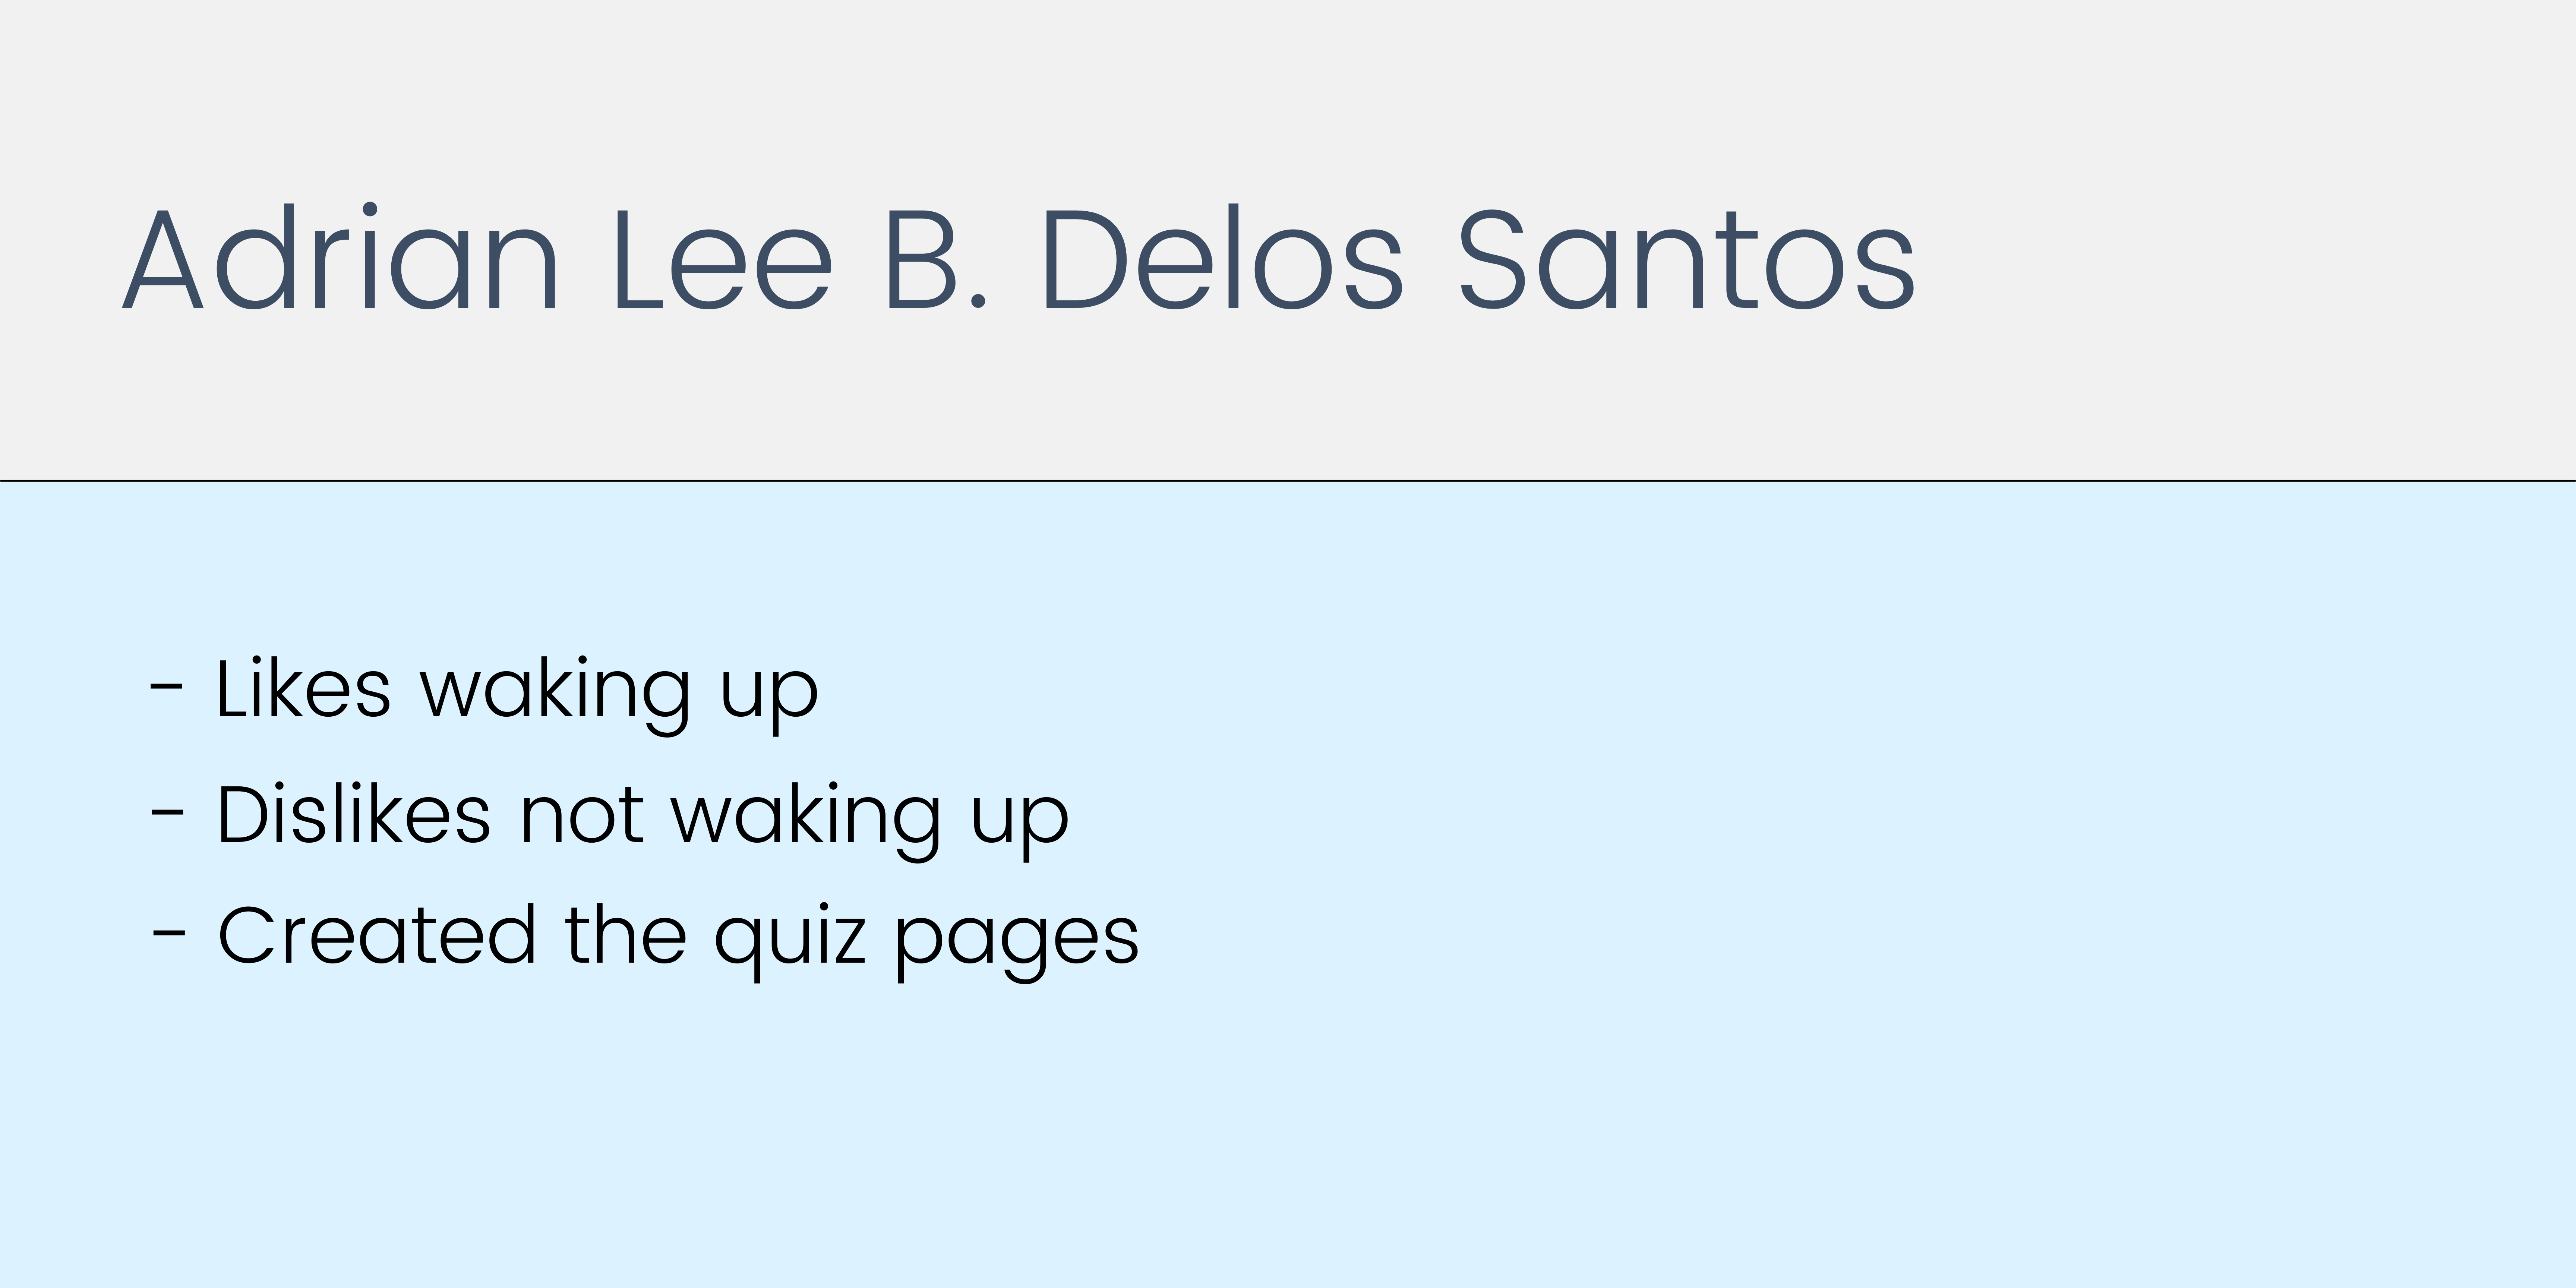 Adrian Lee B. Delos Santos
- Likes waking up
- Dislikes not waking up
- Created the quiz pages